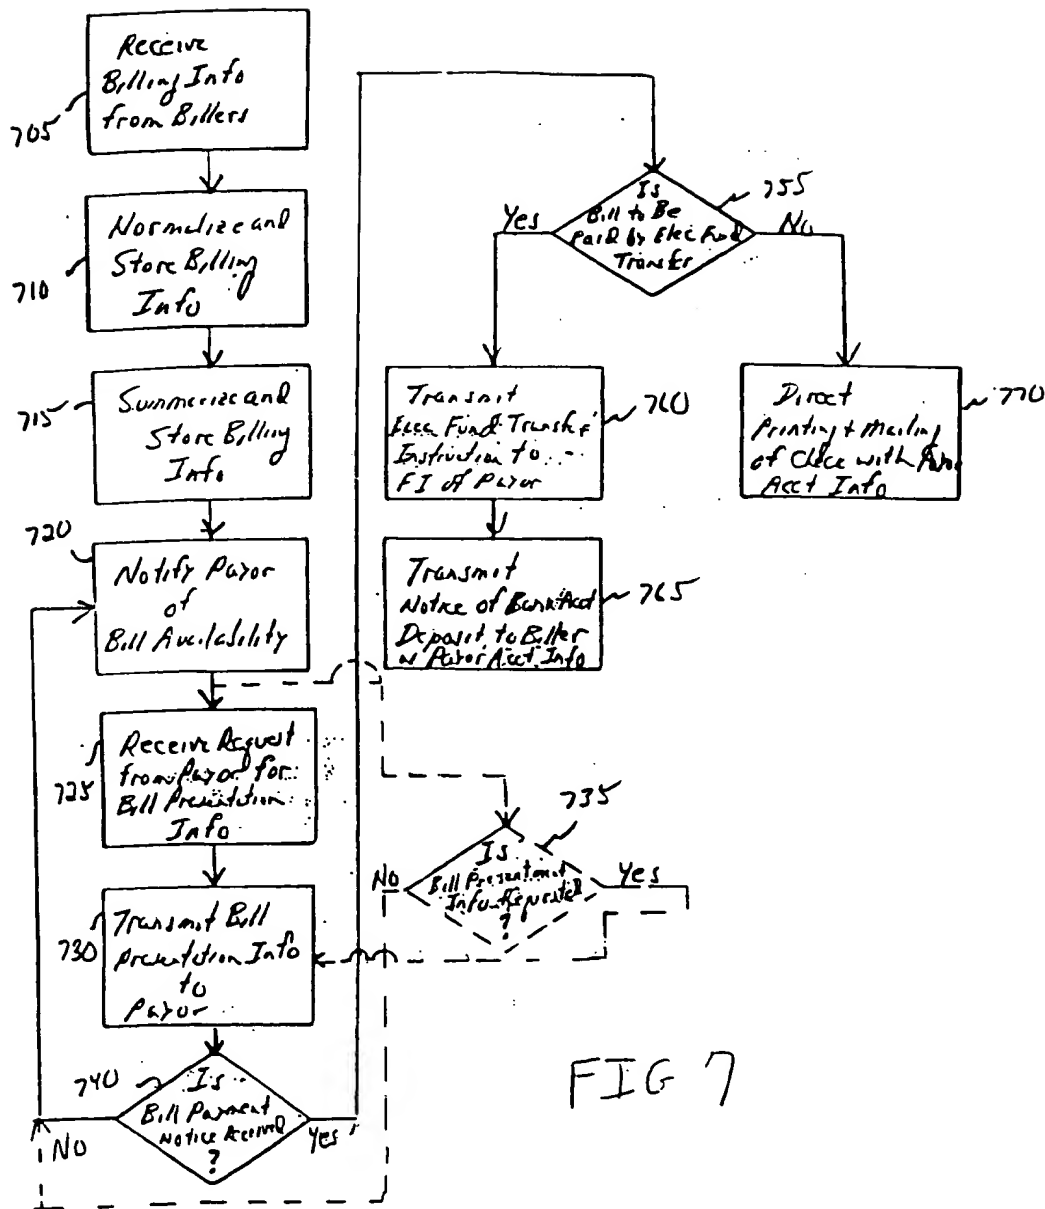 Receive
Billing Info
from Billers
705
Normalize and
Store Billing
Info
710
Summarize and
Store Billing
Info
715
720
Notify Payor
of
Bill Availability
Receive Request
from Payor for
Bill Presentation
Info
725
Transmit Bill
Presentation Info
to
Payor
730
740
Is
Bill Payment
Notice Received
?
No
Yes
Is
Bill to Be
Paid by Elec Fund
Transfer
755
Yes
No
Transmit
Elec Fund Transfer
Instruction to
FI of Payor
760
Transmit
Notice of Bank Acct
Deposit to Biller
w Payor Acct Info
765
Direct
Printing + Mailing
of Check with Payor
Acct Info
770
735
Is
Bill Presentment
Info Requested
?
No
Yes
FIG 7